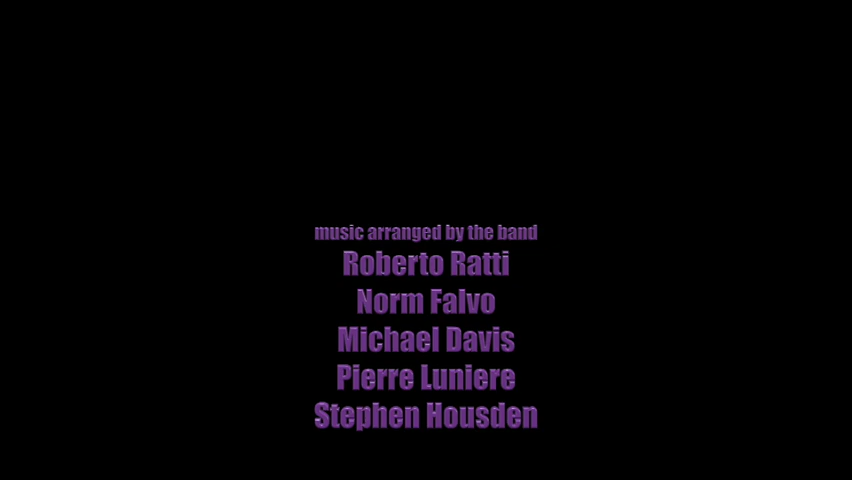 music arranged by the band
Roberto Ratti
Norm Falvo
Michael Davis
Pierre Luniere
Stephen Housden